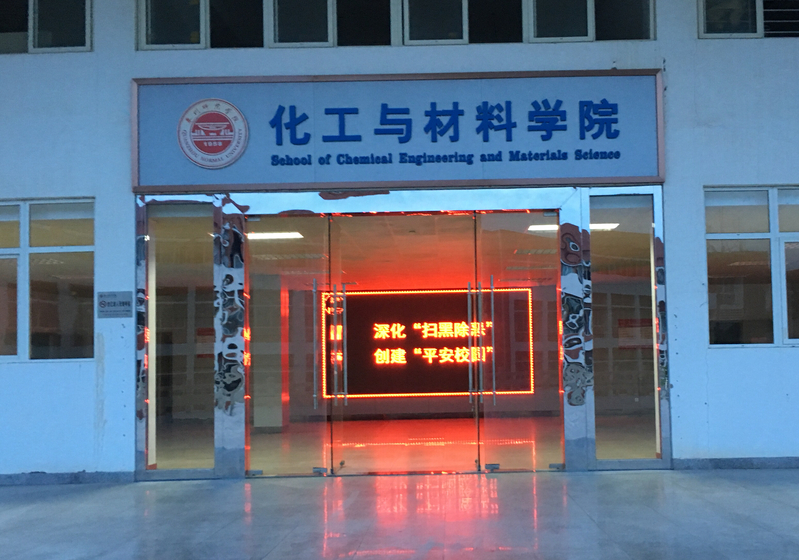 化工与材料学院
School of Chemical Engineering and Materials Science
深化“扫黑除恶”
创建“平安校园”